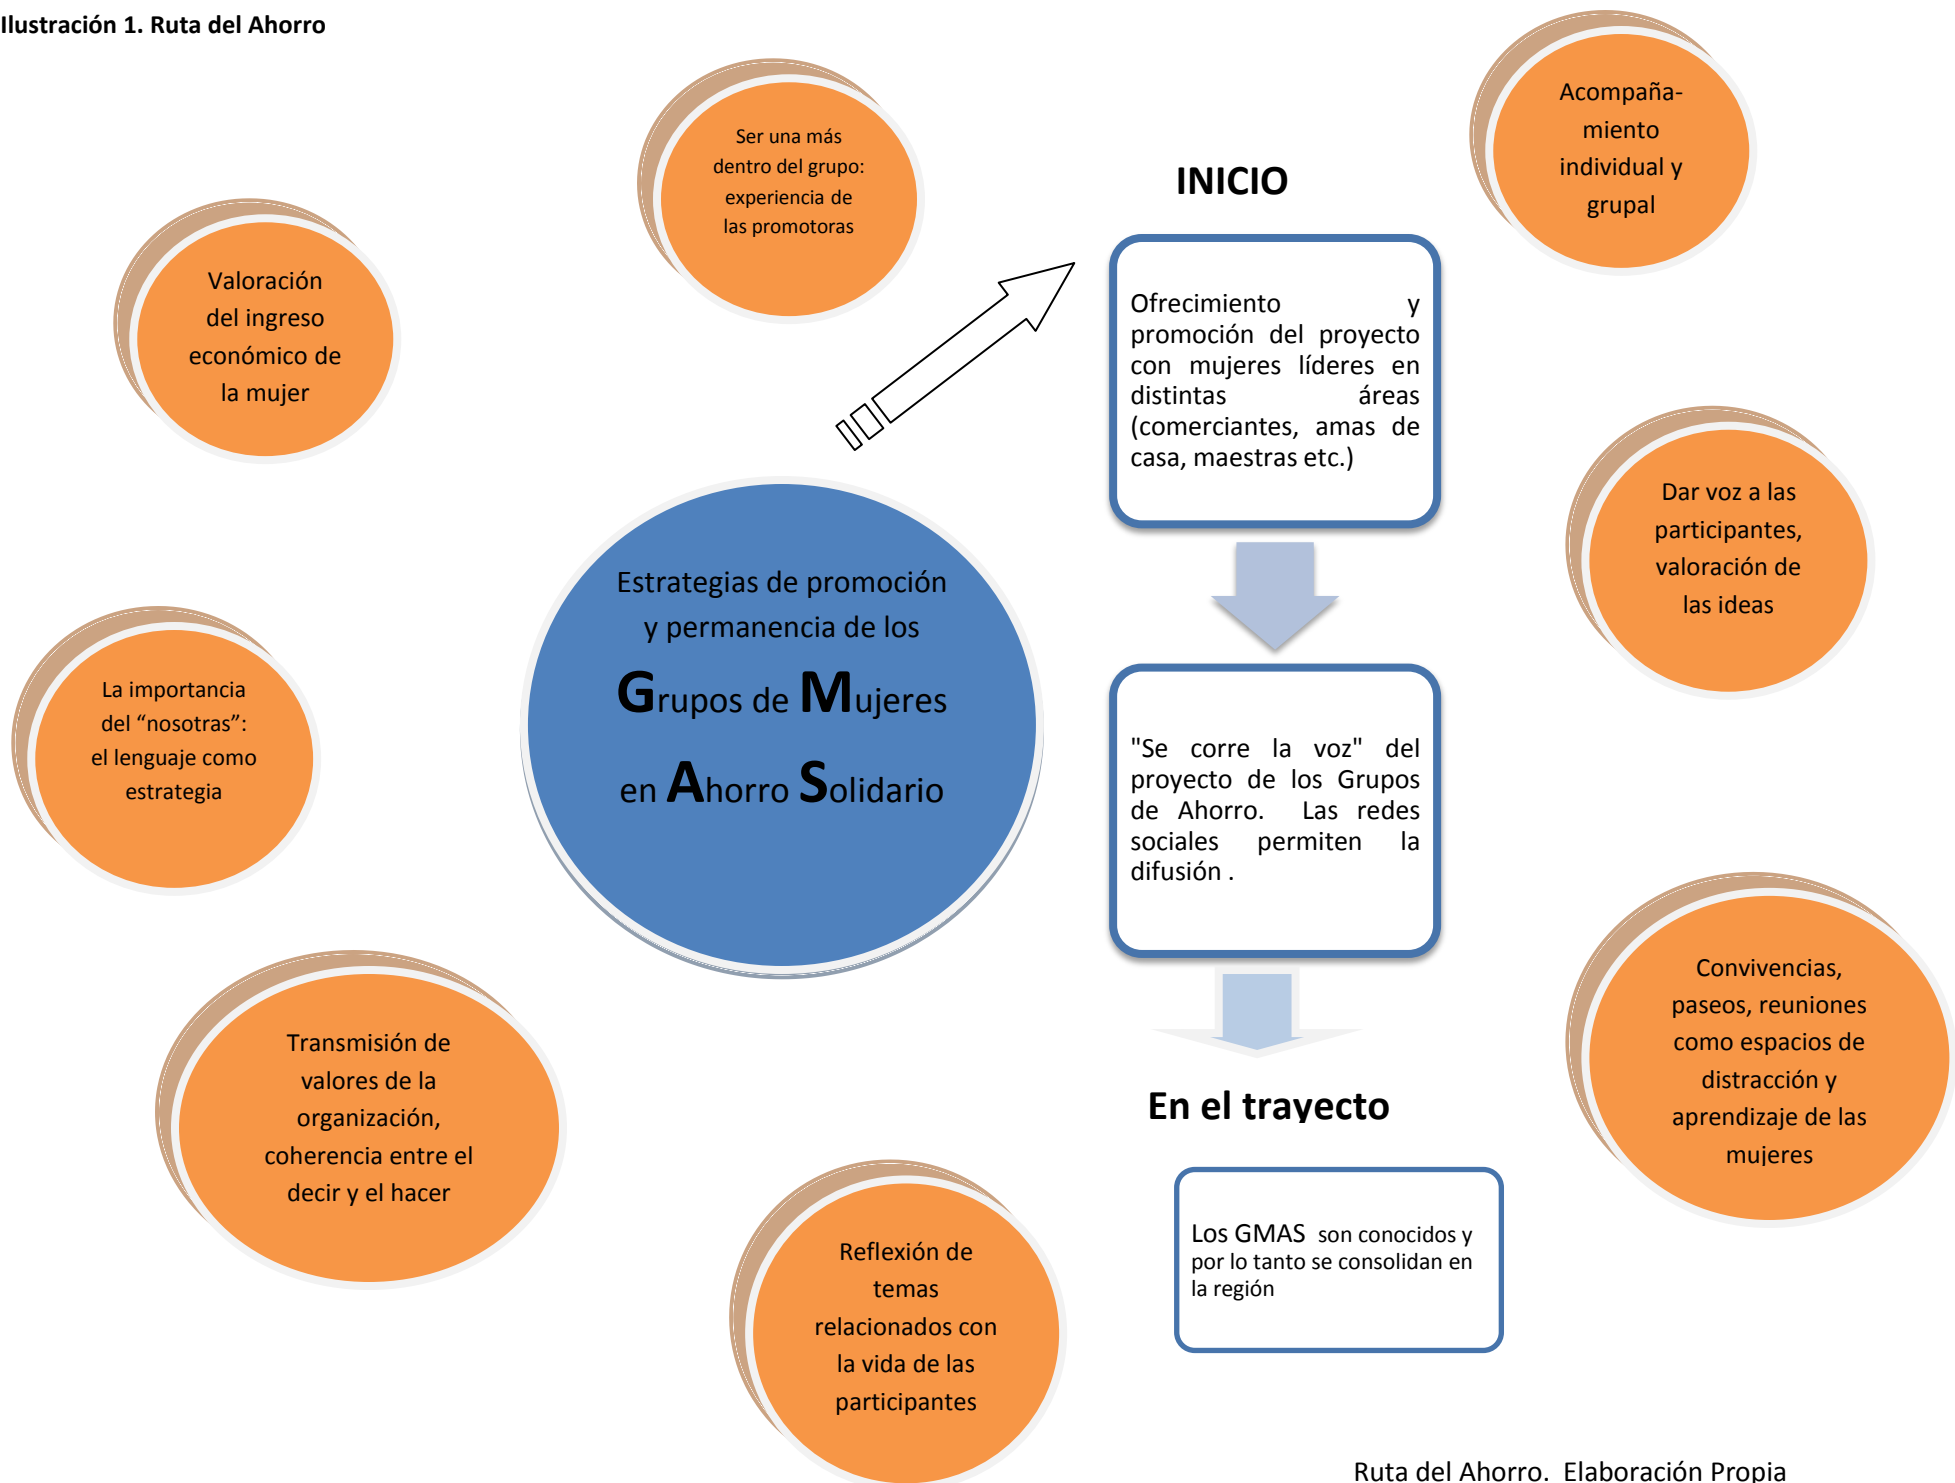 Ilustración 1. Ruta del Ahorro
Ser una más
dentro del grupo:
experiencia de
las promotoras
Acompaña-
miento
individual y
grupal
INICIO
Valoración
del ingreso
económico de
la mujer
Ofrecimiento y
promoción del proyecto
con mujeres líderes en
distintas áreas
(comerciantes, amas de
casa, maestras etc.)
Dar voz a las
participantes,
valoración de
las ideas
Estrategias de promoción
y permanencia de los
Grupos de Mujeres
en Ahorro Solidario
La importancia
del “nosotras”:
el lenguaje como
estrategia
"Se corre la voz" del
proyecto de los Grupos
de Ahorro. Las redes
sociales permiten la
difusión .
Convivencias,
paseos, reuniones
como espacios de
distracción y
aprendizaje de las
mujeres
Transmisión de
valores de la
organización,
coherencia entre el
decir y el hacer
En el trayecto
Los GMAS son conocidos y
por lo tanto se consolidan en
la región
Reflexión de
temas
relacionados con
la vida de las
participantes
Ruta del Ahorro. Elaboración Propia